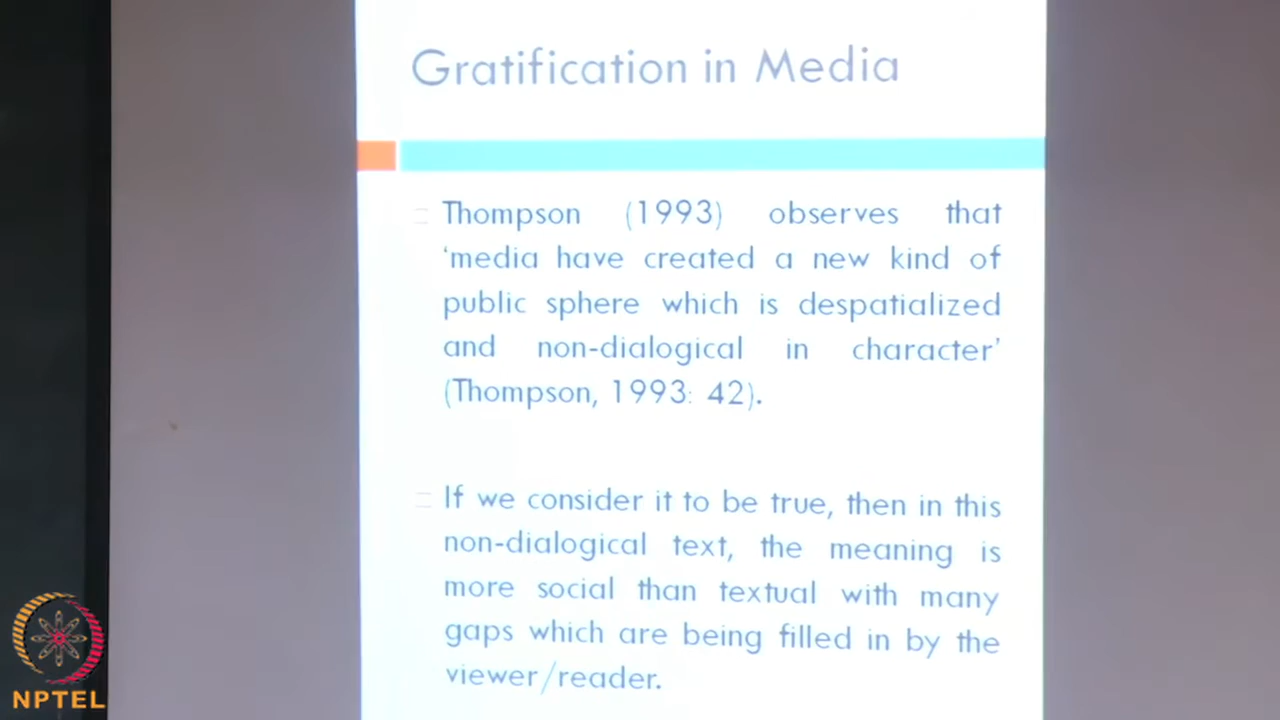 Gratification in Media
Thompson (1993) observes that
‘media have created a new kind of
public sphere which is despatialized
and non-dialogical in character’
(Thompson, 1993: 42).
If we consider it to be true, then in this
non-dialogical text, the meaning is
more social than textual with many
gaps which are being filled in by the
viewer/reader.
NPTEL